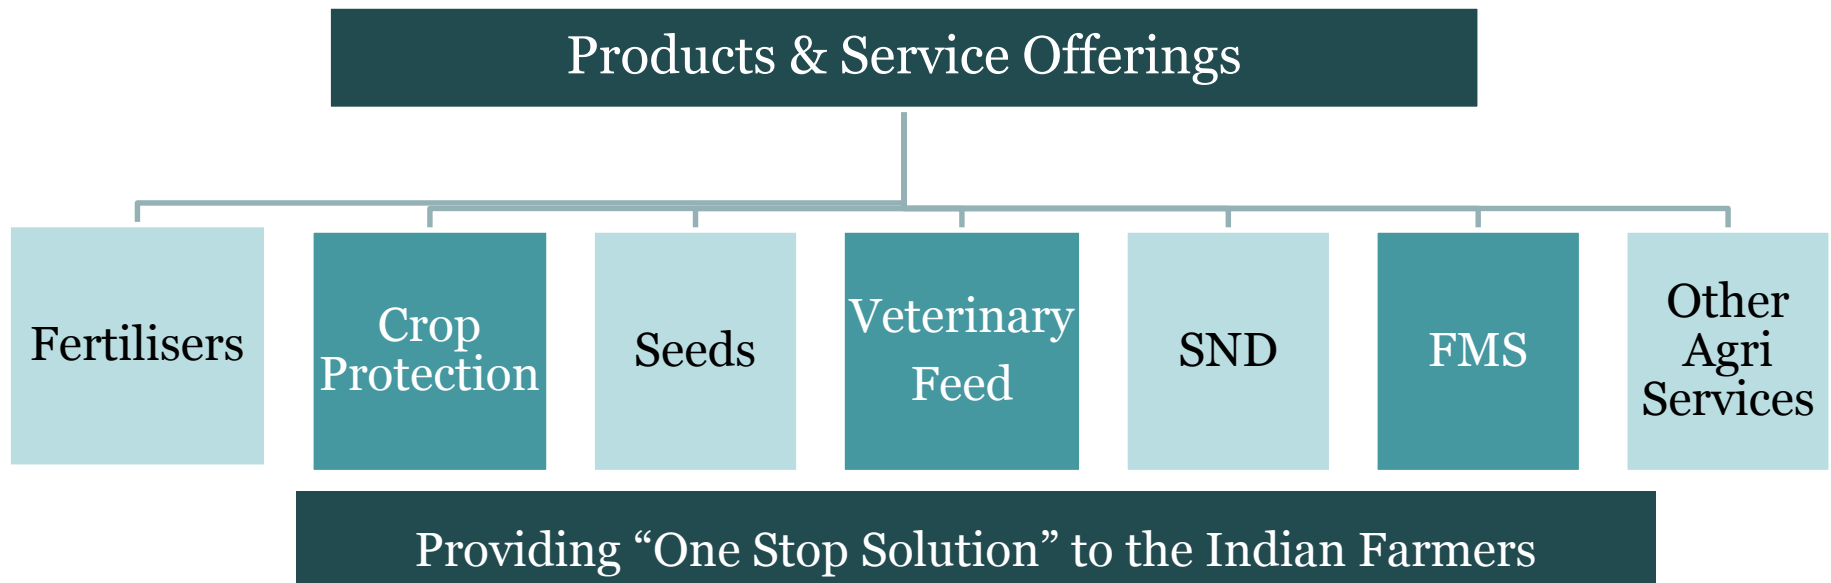 Products & Service Offerings
Fertilisers
Crop
Protection
Seeds
Veterinary
Feed
SND
FMS
Other
Agri
Services
Providing “One Stop Solution” to the Indian Farmers